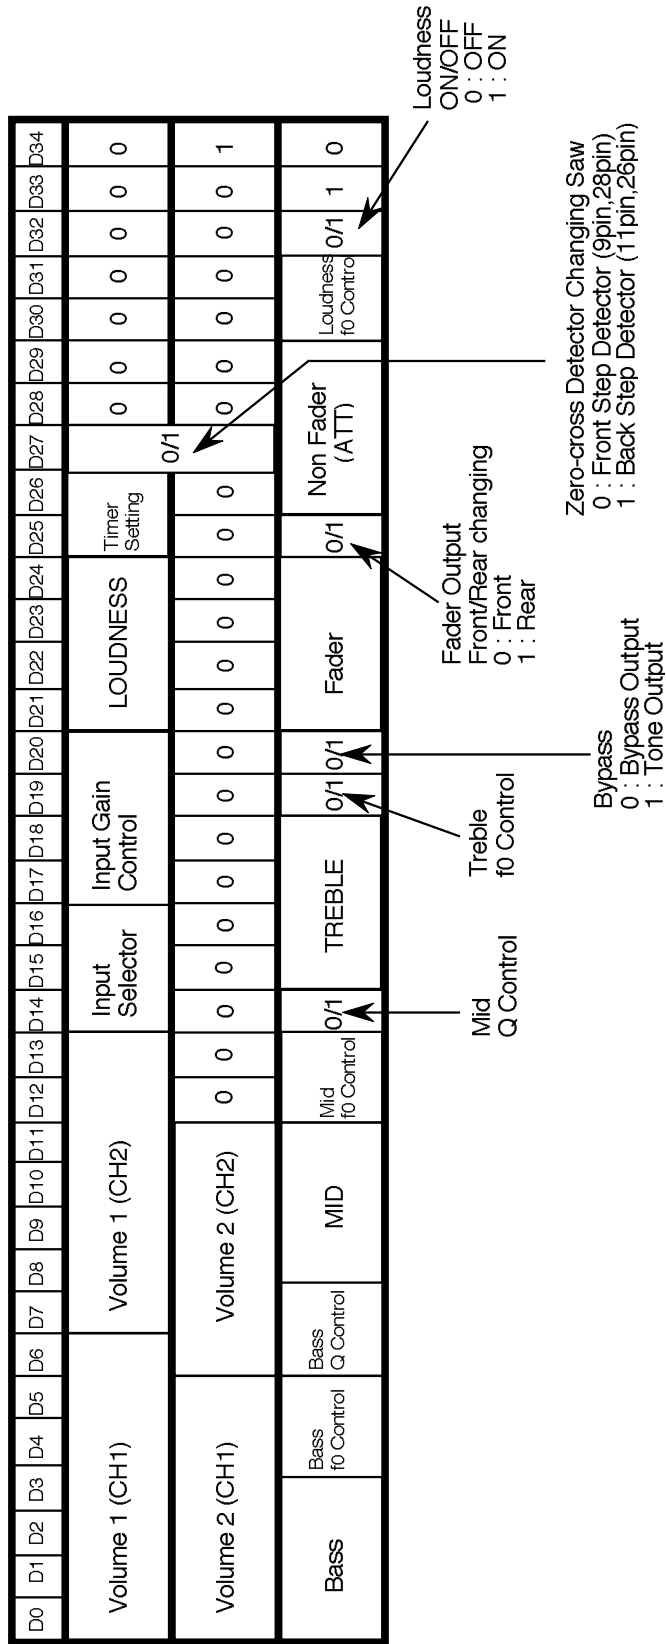 D0 D1 D2 D3 D4 D5 D6 D7 D8 D9 D10 D11 D12 D13 D14 D15 D16 D17 D18 D19 D20 D21 D22 D23 D24 D25 D26 D27 D28 D29 D30 D31 D32 D33 D34
Volume 1 (CH1)
Volume 1 (CH2)
Input
Selector
Input Gain
Control
LOUDNESS
Timer
Setting
0/1
0 0 0 0 0 0 0
Volume 2 (CH1)
Volume 2 (CH2)
0 0 0 0 0 0 0 0 0 0 0 0 0 0 0
0 0 0 0 0 0 1
Bass
Bass
f0 Control
Bass
Q Control
MID
Mid
f0 Control
0/1
TREBLE
0/1
0/1
Fader
0/1
Non Fader
(ATT)
Loudness
f0 Control
0/1
1
0
Mid
Q Control
Treble
f0 Control
Bypass
0 : Bypass Output
1 : Tone Output
Fader Output
Front/Rear changing
0 : Front
1 : Rear
Zero-cross Detector Changing Saw
0 : Front Step Detector (9pin,28pin)
1 : Back Step Detector (11pin,26pin)
Loudness
ON/OFF
0 : OFF
1 : ON